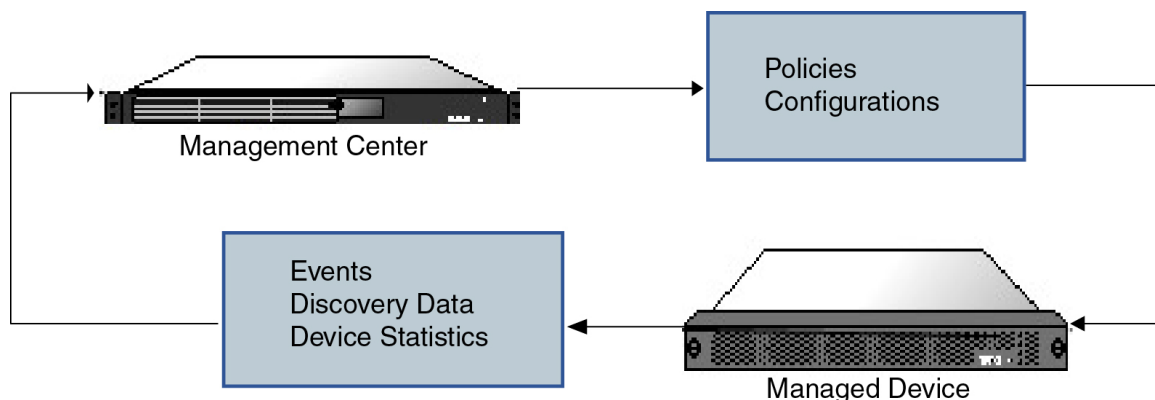 Management Center
Policies
Configurations
Events
Discovery Data
Device Statistics
Managed Device